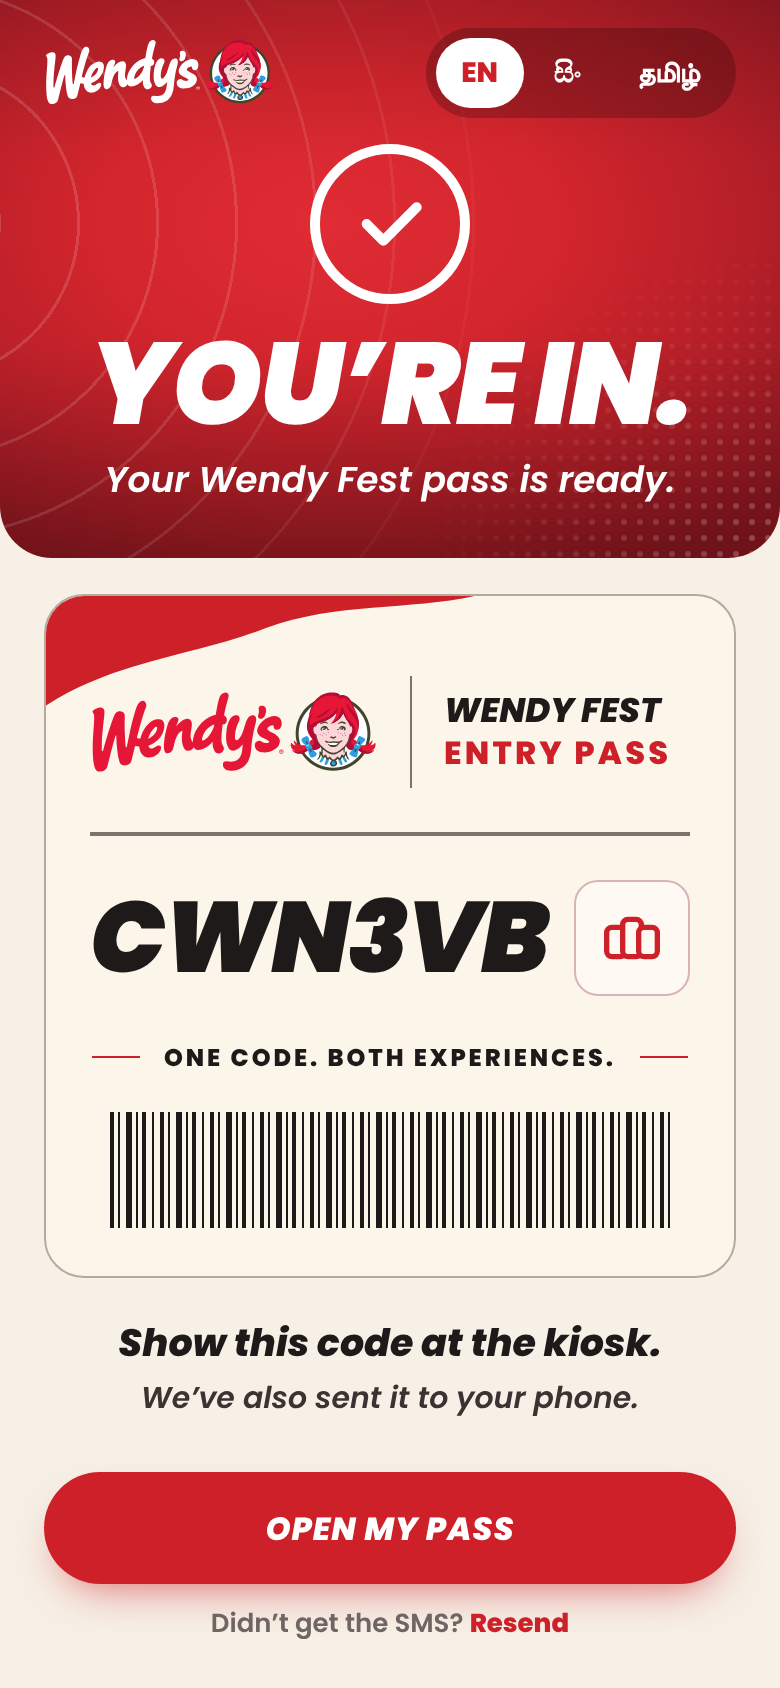 Wendy's
EN සිං தமிழ்
YOU’RE IN.
Your Wendy Fest pass is ready.
Wendy's
WENDY FEST
ENTRY PASS
CWN3VB
ONE CODE. BOTH EXPERIENCES.
Show this code at the kiosk.
We’ve also sent it to your phone.
OPEN MY PASS
Didn’t get the SMS? Resend